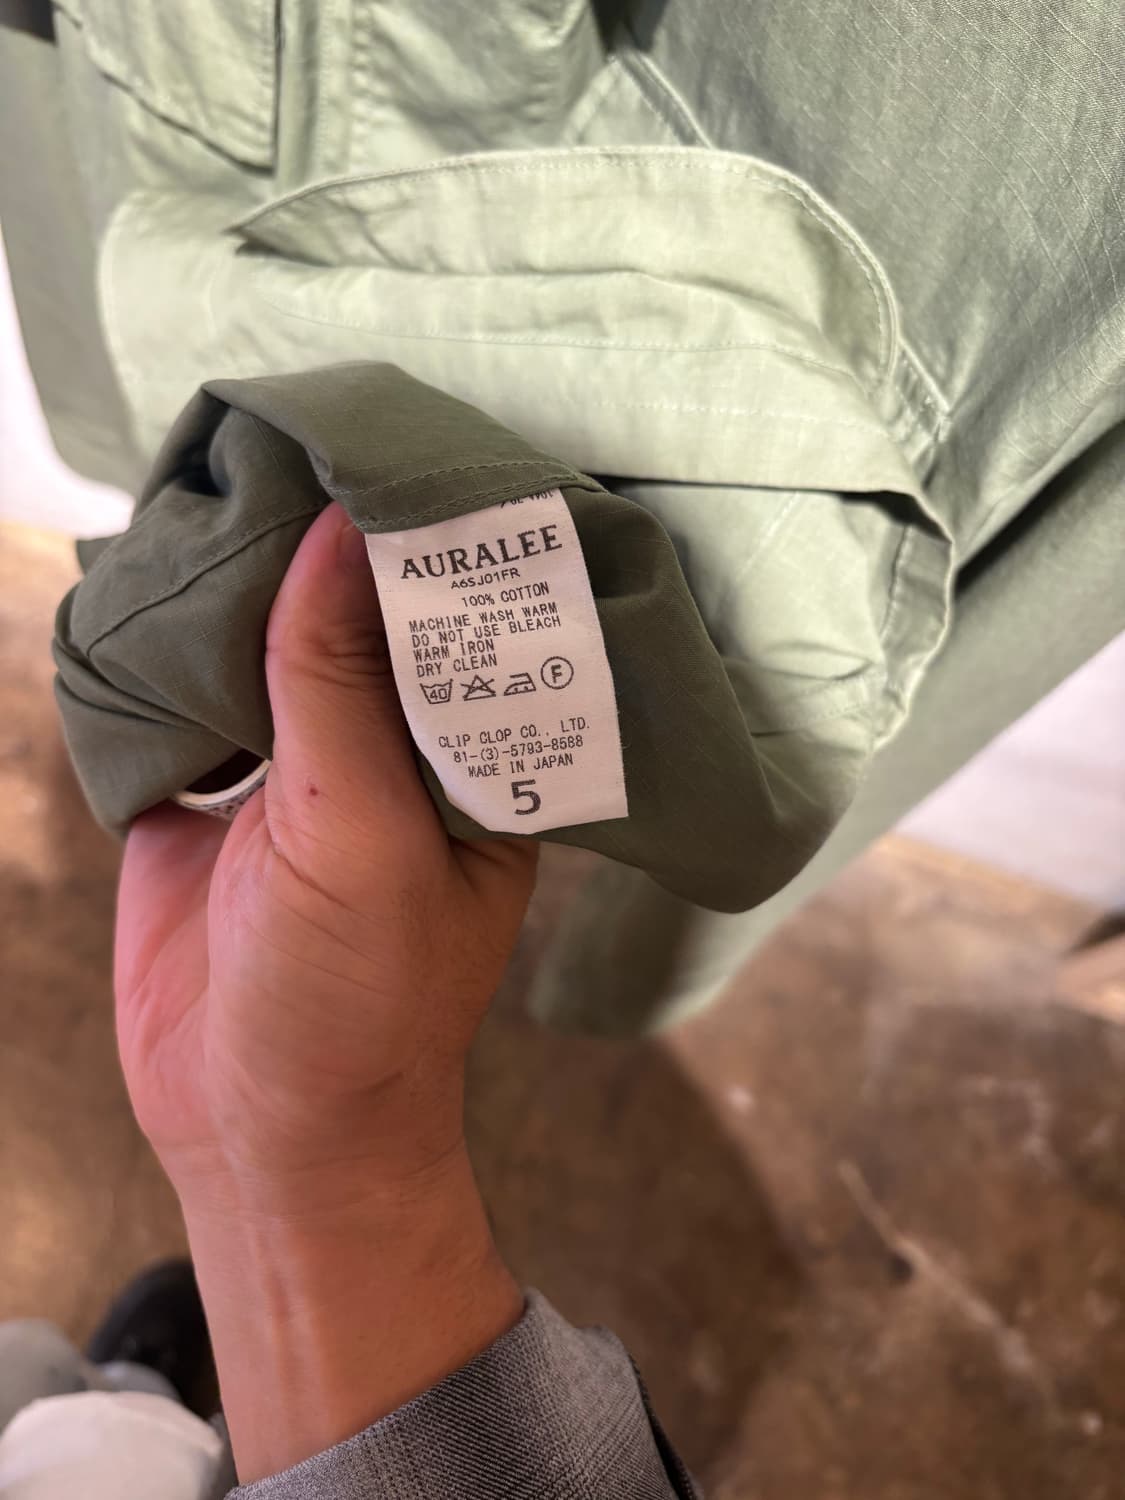 AURALEE
A6SJ01FR
100% COTTON
MACHINE WASH WARM
DO NOT USE BLEACH
WARM IRON
DRY CLEAN
40 F
CLIP CLOP CO., LTD.
81-(3)-5793-8588
MADE IN JAPAN
5